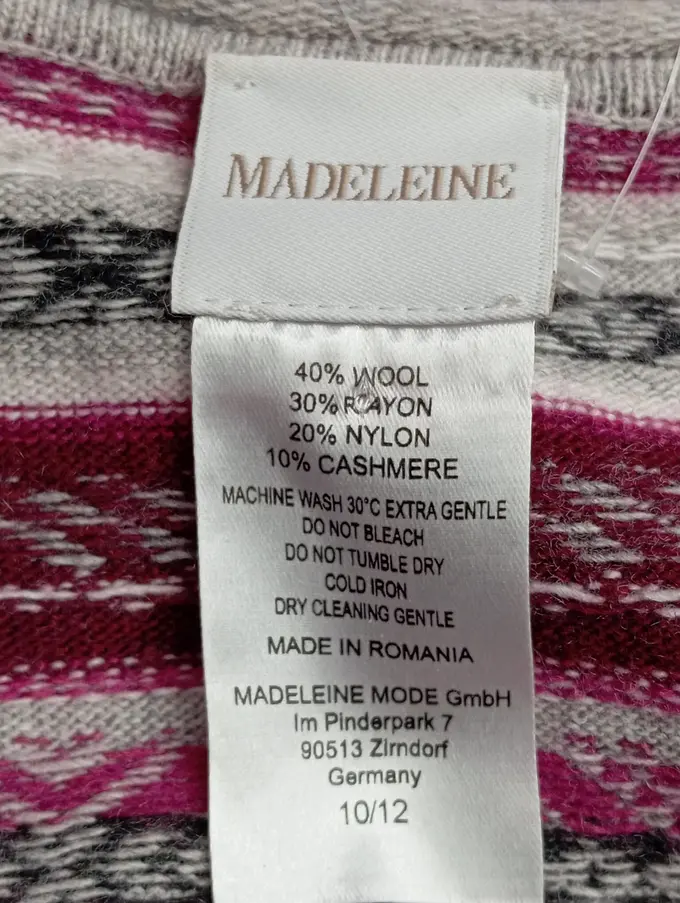 MADELEINE
40% WOOL
30% RAYON
20% NYLON
10% CASHMERE
MACHINE WASH 30°C EXTRA GENTLE
DO NOT BLEACH
DO NOT TUMBLE DRY
COLD IRON
DRY CLEANING GENTLE
MADE IN ROMANIA
MADELEINE MODE GmbH
Im Pinderpark 7
90513 Zirndorf
Germany
10/12